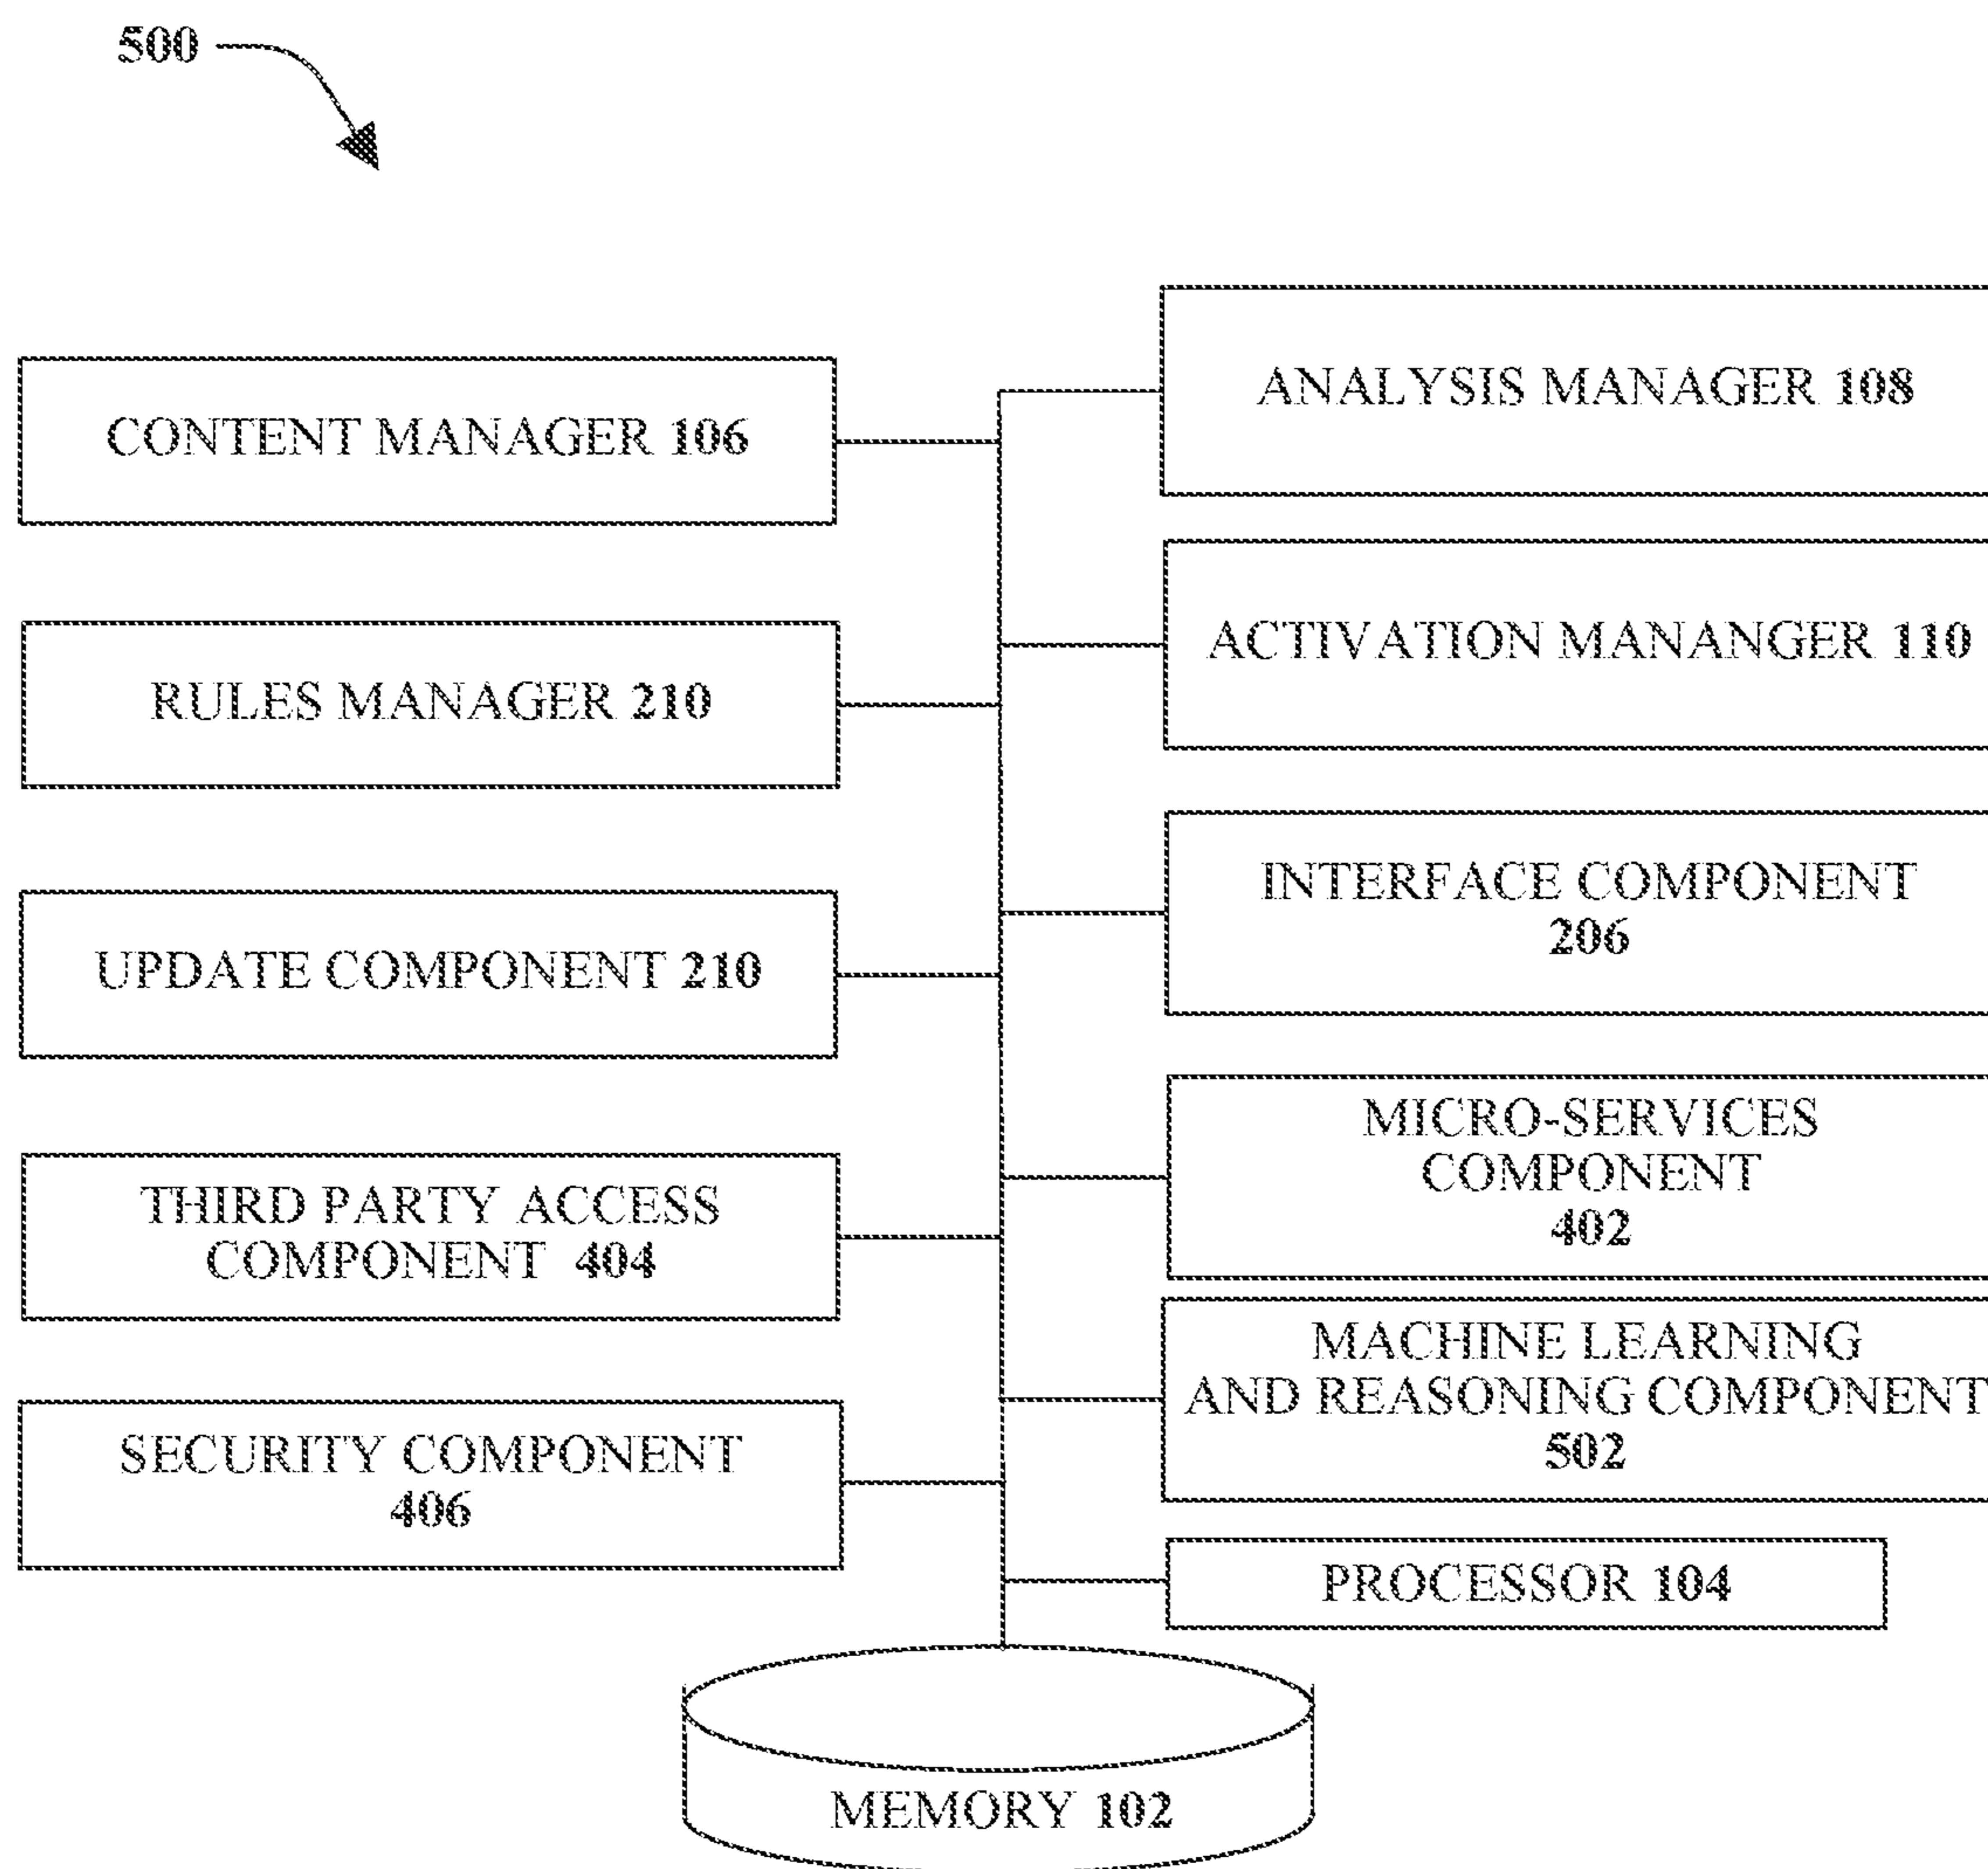 500
CONTENT MANAGER 106
RULES MANAGER 210
UPDATE COMPONENT 210
THIRD PARTY ACCESS
COMPONENT 404
SECURITY COMPONENT
406
ANALYSIS MANAGER 108
ACTIVATION MANANGER 110
INTERFACE COMPONENT
206
MICRO-SERVICES
COMPONENT
402
MACHINE LEARNING
AND REASONING COMPONENT
502
PROCESSOR 104
MEMORY 102